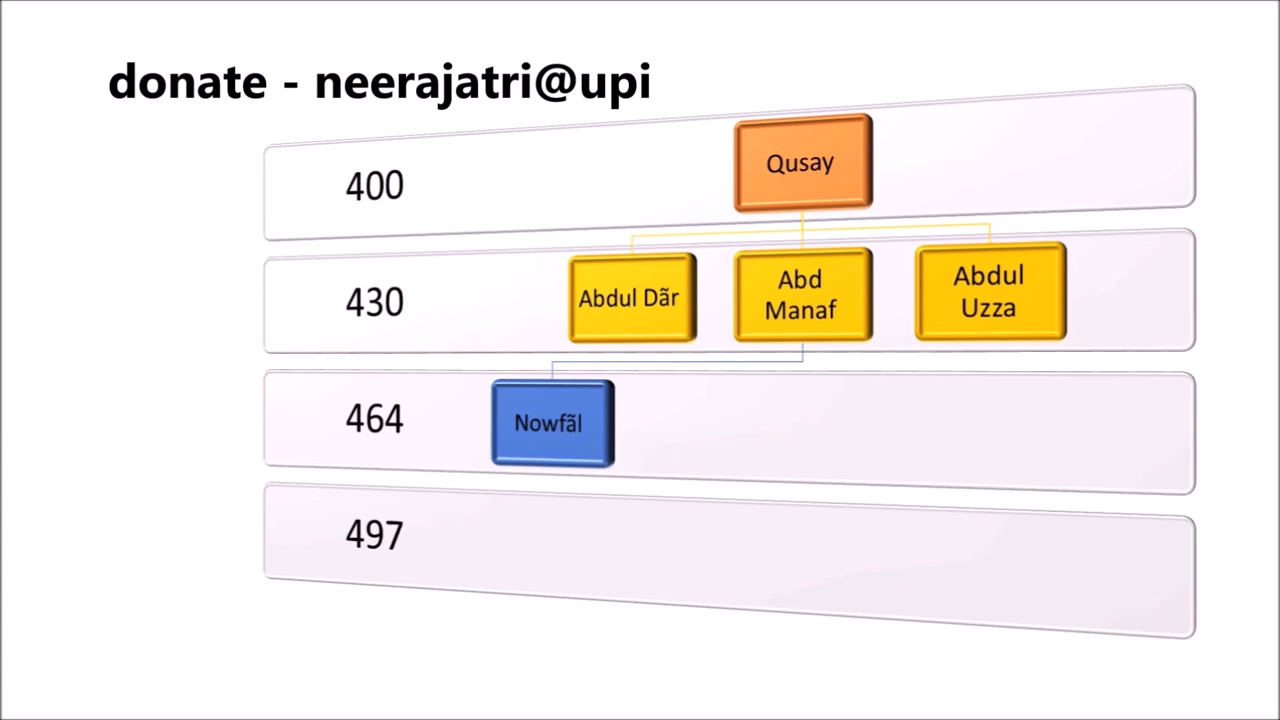 donate - neerajatri@upi
400
Qusay
430
Abdul Dãr
Abd
Manaf
Abdul
Uzza
464
Nowfãl
497